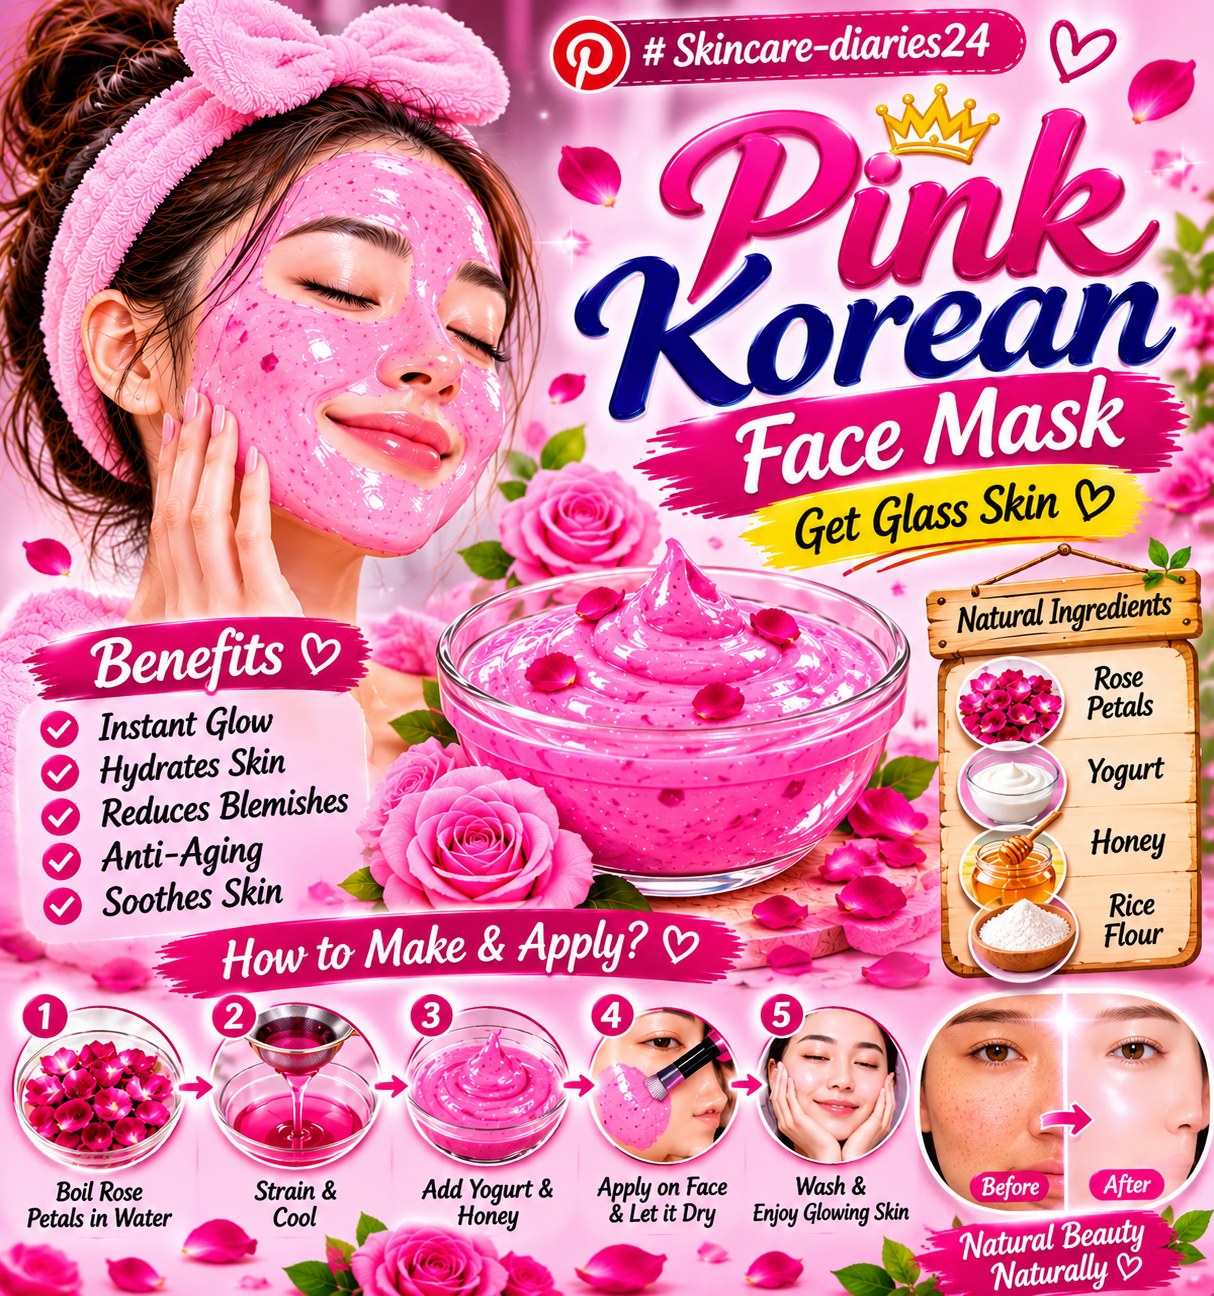 # Skincare-diaries24
Pink
Korean
Face Mask
Get Glass Skin
Natural Ingredients
Rose
Petals
Yogurt
Honey
Rice
Flour
Benefits
Instant Glow
Hydrates Skin
Reduces Blemishes
Anti-Aging
Soothes Skin
How to Make & Apply?
1
Boil Rose
Petals in Water
2
Strain &
Cool
3
Add Yogurt &
Honey
4
Apply on Face
& Let it Dry
5
Wash &
Enjoy Glowing Skin
Before
After
Natural Beauty
Naturally